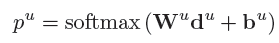 p^u = softmax (W^u d^u + b^u)